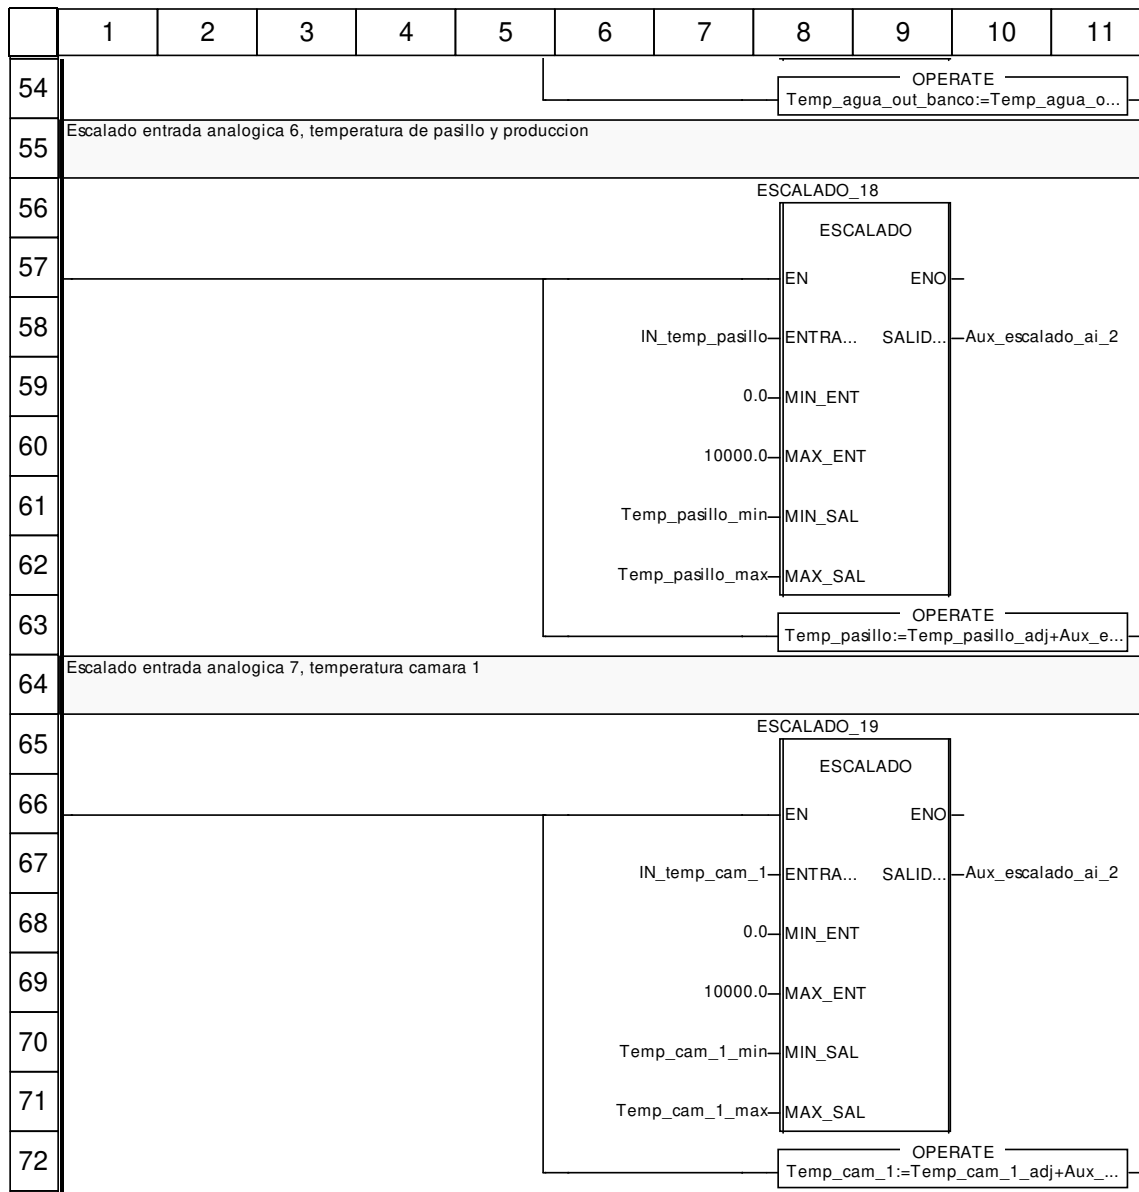 1 2 3 4 5 6 7 8 9 10 11
54
OPERATE
Temp_agua_out_banco:=Temp_agua_o...
55
Escalado entrada analogica 6, temperatura de pasillo y produccion
56
ESCALADO_18
ESCALADO
57
EN ENO
58
IN_temp_pasillo ENTRA... SALID... Aux_escalado_ai_2
59
0.0 MIN_ENT
60
10000.0 MAX_ENT
61
Temp_pasillo_min MIN_SAL
62
Temp_pasillo_max MAX_SAL
63
OPERATE
Temp_pasillo:=Temp_pasillo_adj+Aux_e...
64
Escalado entrada analogica 7, temperatura camara 1
65
ESCALADO_19
ESCALADO
66
EN ENO
67
IN_temp_cam_1 ENTRA... SALID... Aux_escalado_ai_2
68
0.0 MIN_ENT
69
10000.0 MAX_ENT
70
Temp_cam_1_min MIN_SAL
71
Temp_cam_1_max MAX_SAL
72
OPERATE
Temp_cam_1:=Temp_cam_1_adj+Aux_...